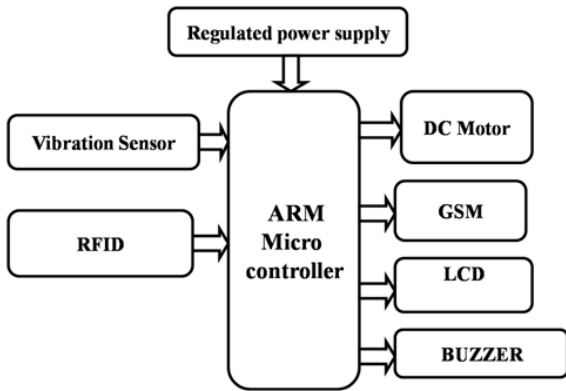 Regulated power supply
Vibration Sensor
RFID
ARM
Micro
controller
DC Motor
GSM
LCD
BUZZER